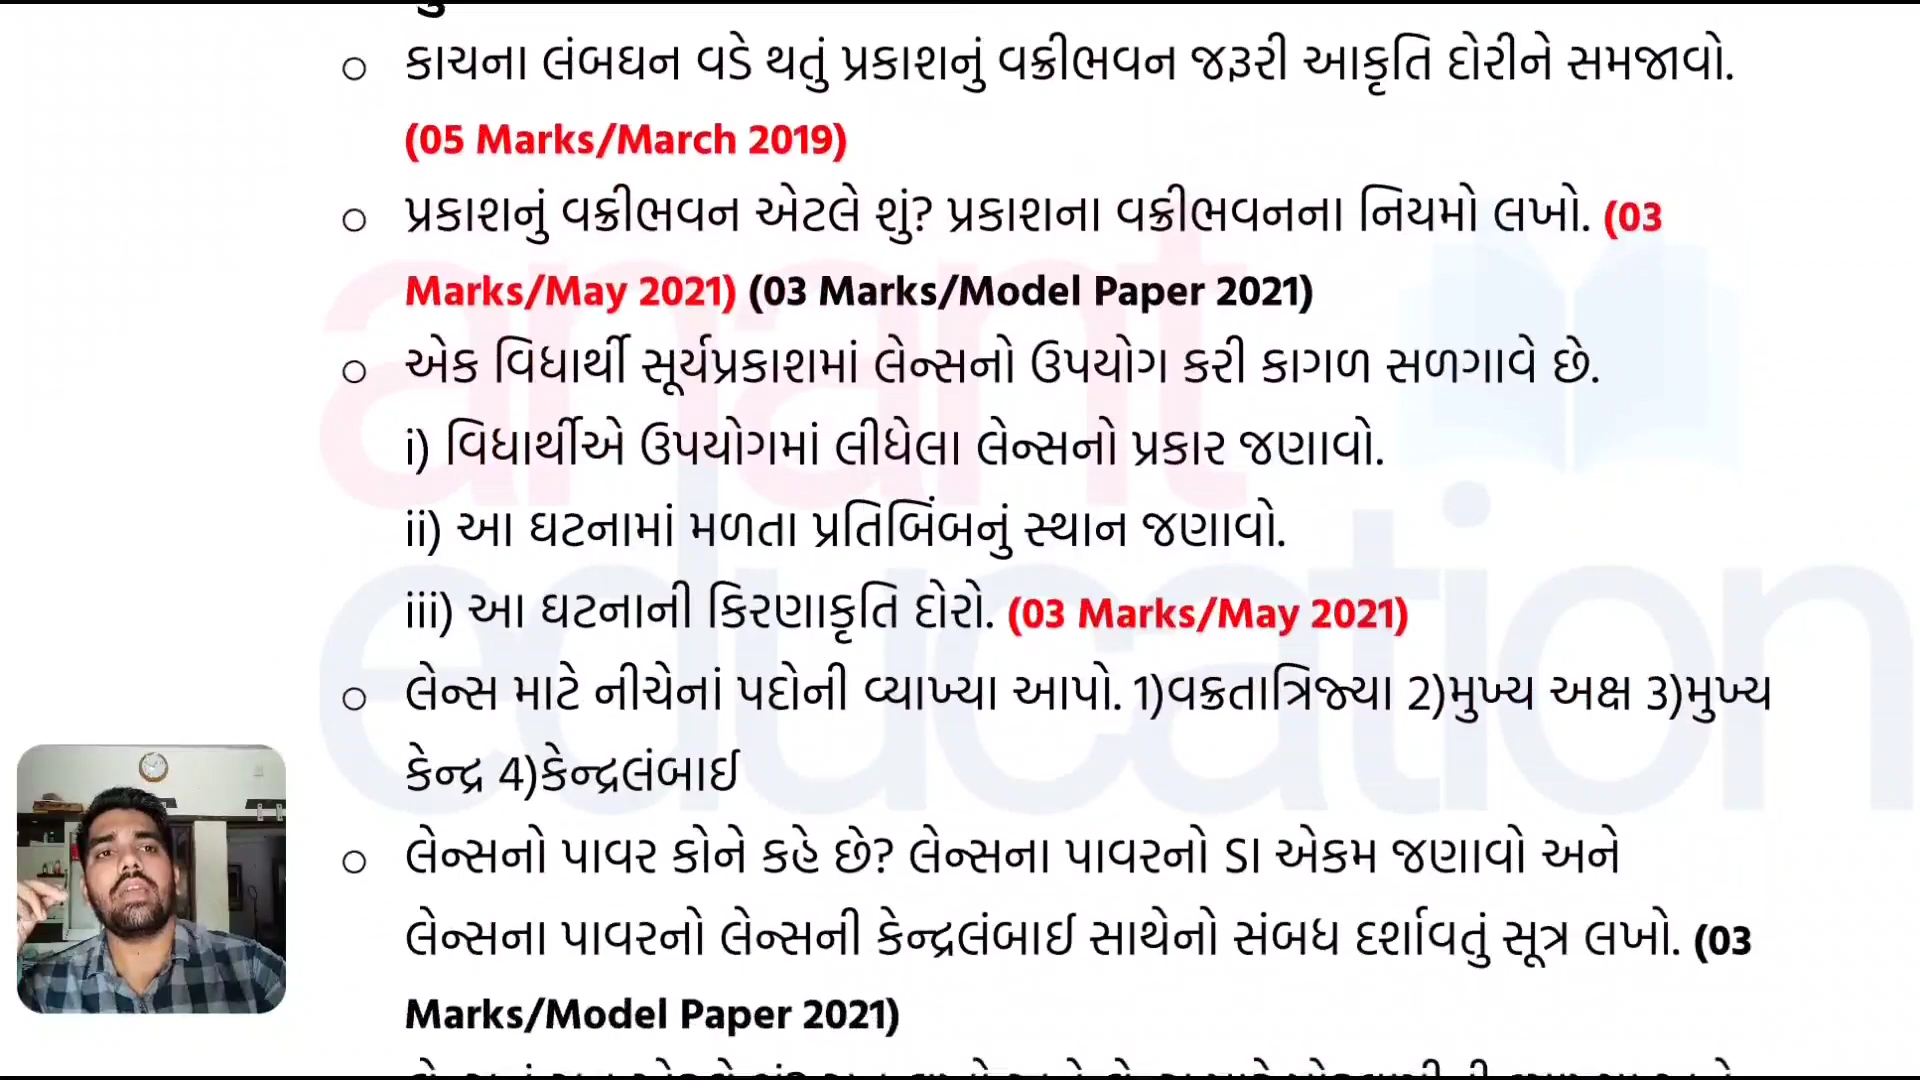 ○ કાચના લંબઘન વડે થતું પ્રકાશનું વક્રીભવન જરૂરી આકૃતિ દોરીને સમજાવો.
(05 Marks/March 2019)
○ પ્રકાશનું વક્રીભવન એટલે શું? પ્રકાશના વક્રીભવનના નિયમો લખો. (03
Marks/May 2021) (03 Marks/Model Paper 2021)
○ એક વિધાર્થી સૂર્યપ્રકાશમાં લેન્સનો ઉપયોગ કરી કાગળ સળગાવે છે.
i) વિધાર્થીએ ઉપયોગમાં લીધેલા લેન્સનો પ્રકાર જણાવો.
ii) આ ઘટનામાં મળતા પ્રતિબિંબનું સ્થાન જણાવો.
iii) આ ઘટનાની કિરણાકૃતિ દોરો. (03 Marks/May 2021)
○ લેન્સ માટે નીચેનાં પદોની વ્યાખ્યા આપો. 1)વક્રતાત્રિજ્યા 2)મુખ્ય અક્ષ 3)મુખ્ય
કેન્દ્ર 4)કેન્દ્રલંબાઈ
○ લેન્સનો પાવર કોને કહે છે? લેન્સના પાવરનો SI એકમ જણાવો અને
લેન્સના પાવરનો લેન્સની કેન્દ્રલંબાઈ સાથેનો સંબધ દર્શાવતું સૂત્ર લખો. (03
Marks/Model Paper 2021)
anant
education